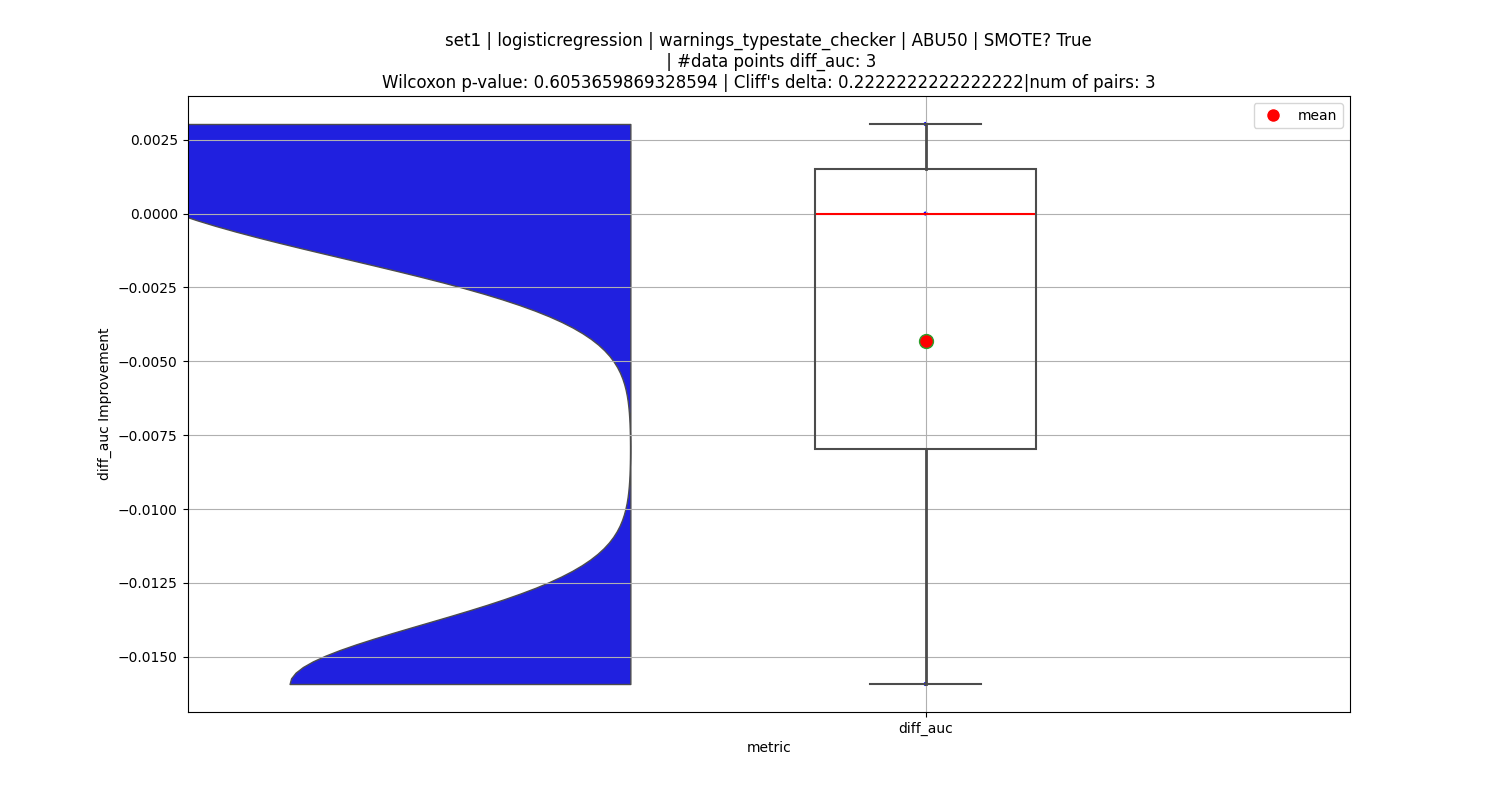 set1 | logisticregression | warnings_typestate_checker | ABU50 | SMOTE? True
| #data points diff_auc: 3
Wilcoxon p-value: 0.6053659869328594 | Cliff's delta: 0.2222222222222222|num of pairs: 3
mean
0.0025
0.0000
−0.0025
−0.0050
−0.0075
−0.0100
−0.0125
−0.0150
diff_auc Improvement
diff_auc
metric